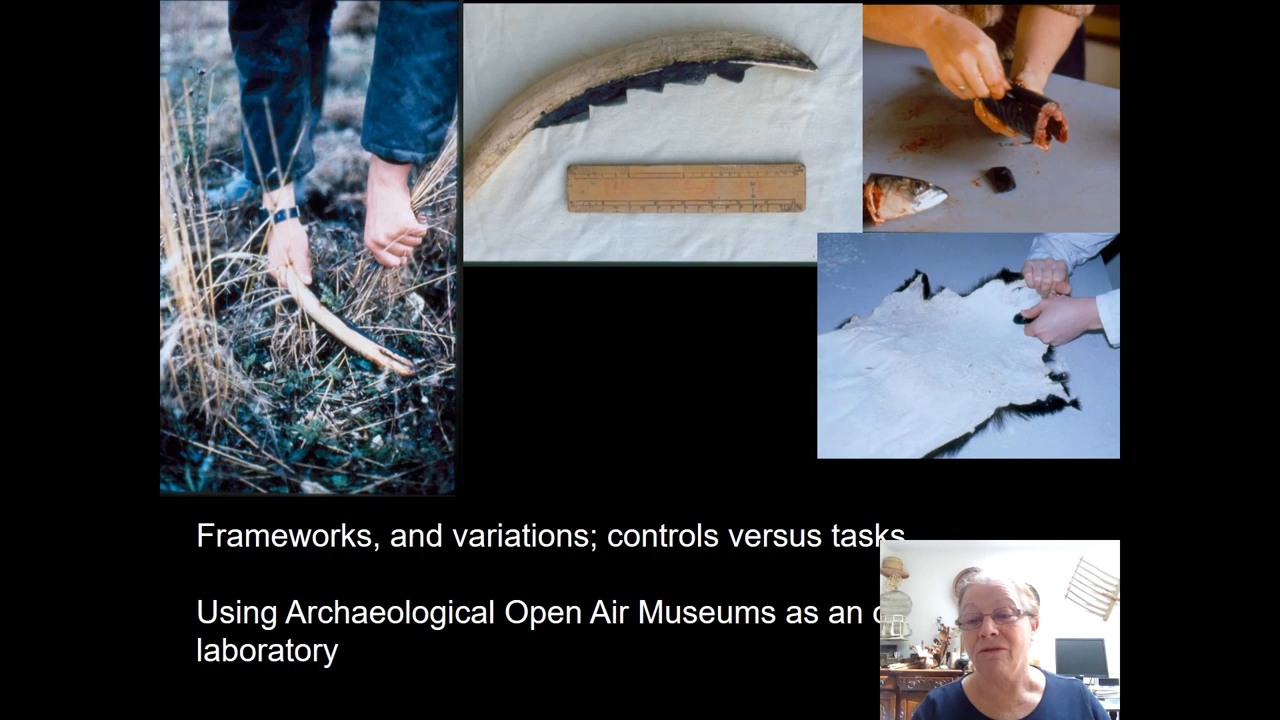 Frameworks, and variations; controls versus tasks
Using Archaeological Open Air Museums as an
laboratory